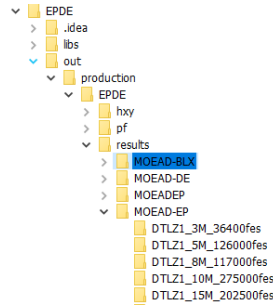 EPDE
.idea
libs
out
production
EPDE
hxy
pf
results
MOEAD-BLX
MOEAD-DE
MOEADEP
MOEAD-EP
DTLZ1_3M_36400fes
DTLZ1_5M_126000fes
DTLZ1_8M_117000fes
DTLZ1_10M_275000fes
DTLZ1_15M_202500fes